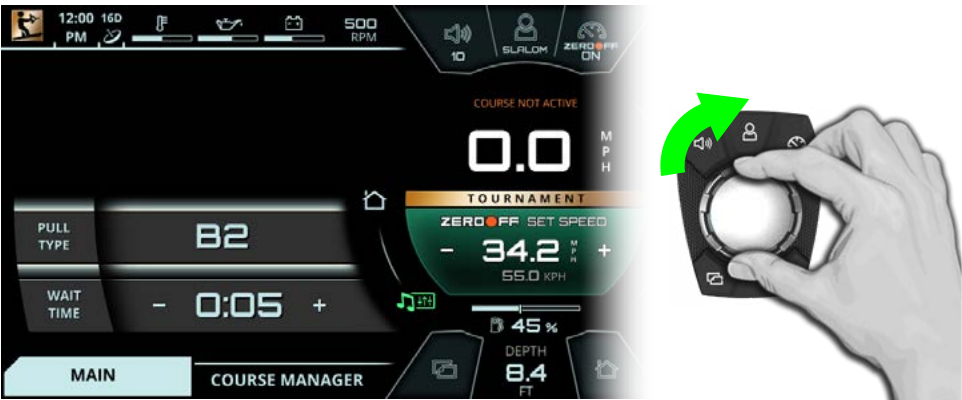 12:00 16D
PM
500
RPM
10
SLALOM
ZEROOFF
ON
COURSE NOT ACTIVE
0.0 MPH
TOURNAMENT
ZEROOFF SET SPEED
- 34.2 MPH +
55.0 KPH
PULL
TYPE
B2
WAIT
TIME
- 0:05 +
45 %
DEPTH
8.4
FT
MAIN
COURSE MANAGER